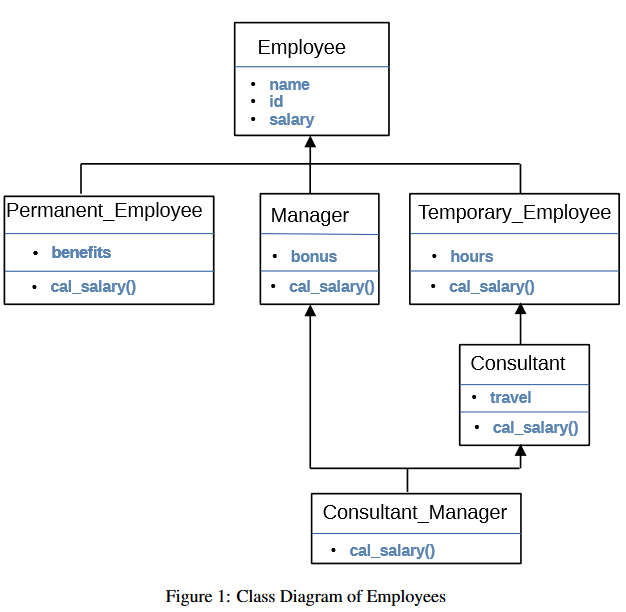 Employee
• name
• id
• salary
Permanent_Employee
• benefits
• cal_salary()
Manager
• bonus
• cal_salary()
Temporary_Employee
• hours
• cal_salary()
Consultant
• travel
• cal_salary()
Consultant_Manager
• cal_salary()
Figure 1: Class Diagram of Employees